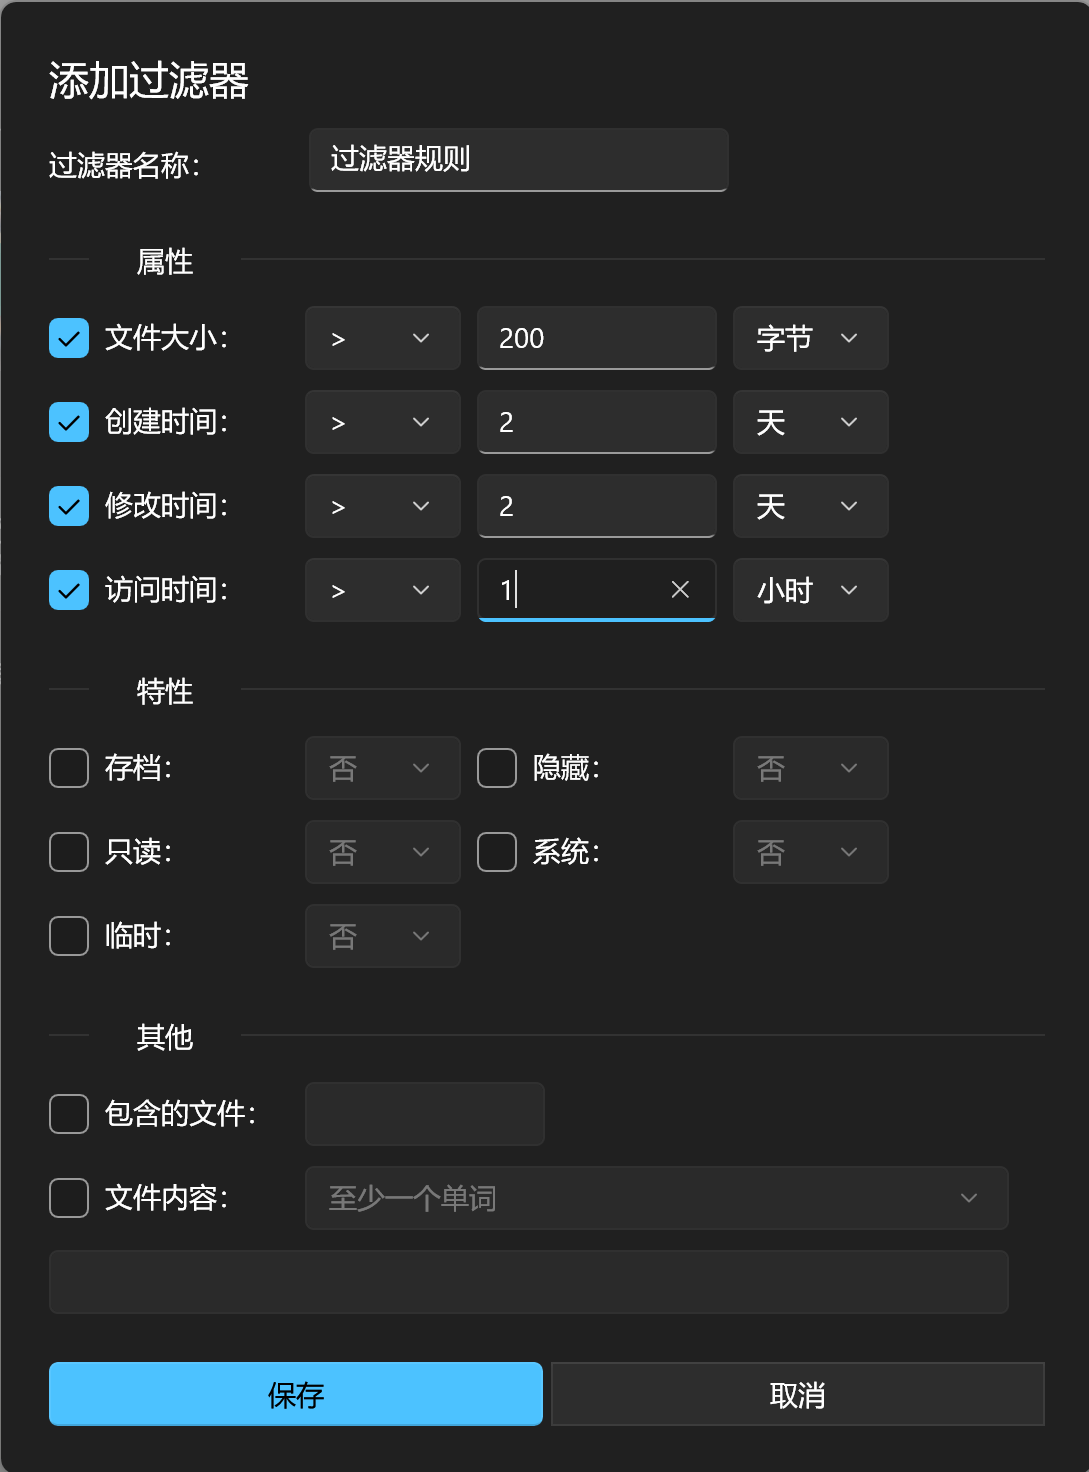 添加过滤器
过滤器名称: 过滤器规则
属性
文件大小: > 200 字节
创建时间: > 2 天
修改时间: > 2 天
访问时间: > 1 小时
特性
存档: 否 隐藏: 否
只读: 否 系统: 否
临时: 否
其他
包含的文件:
文件内容: 至少一个单词
保存 取消